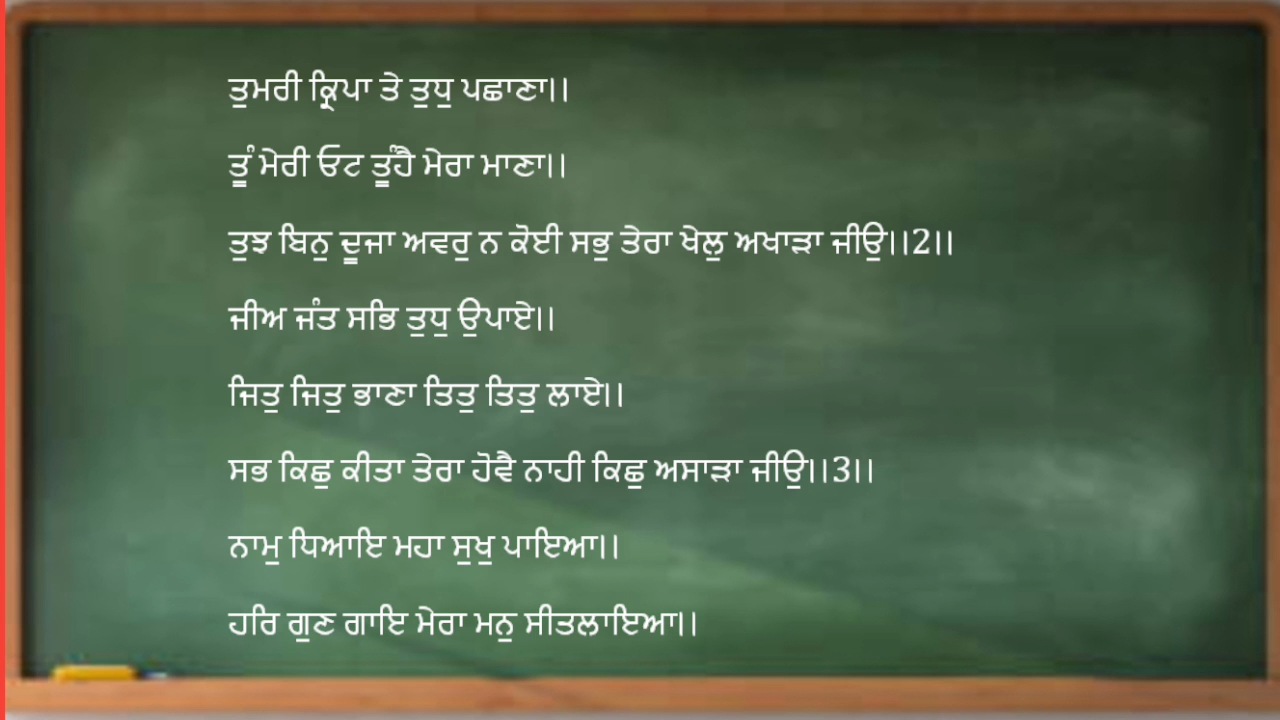 ਤੁਮਰੀ ਕ੍ਰਿਪਾ ਤੇ ਤੁਧੁ ਪਛਾਣਾ।।
ਤੂੰ ਮੇਰੀ ਓਟ ਤੂੰਹੈ ਮੇਰਾ ਮਾਣਾ।।
ਤੁਝ ਬਿਨੁ ਦੂਜਾ ਅਵਰੁ ਨ ਕੋਈ ਸਭੁ ਤੇਰਾ ਖੇਲੁ ਅਖਾੜਾ ਜੀਉ।।2।।
ਜੀਅ ਜੰਤ ਸਭਿ ਤੁਧੁ ਉਪਾਏ।।
ਜਿਤੁ ਜਿਤੁ ਭਾਣਾ ਤਿਤੁ ਤਿਤੁ ਲਾਏ।।
ਸਭ ਕਿਛੁ ਕੀਤਾ ਤੇਰਾ ਹੋਵੈ ਨਾਹੀ ਕਿਛੁ ਅਸਾੜਾ ਜੀਉ।।3।।
ਨਾਮੁ ਧਿਆਇ ਮਹਾ ਸੁਖੁ ਪਾਇਆ।।
ਹਰਿ ਗੁਣ ਗਾਇ ਮੇਰਾ ਮਨੁ ਸੀਤਲਾਇਆ।।